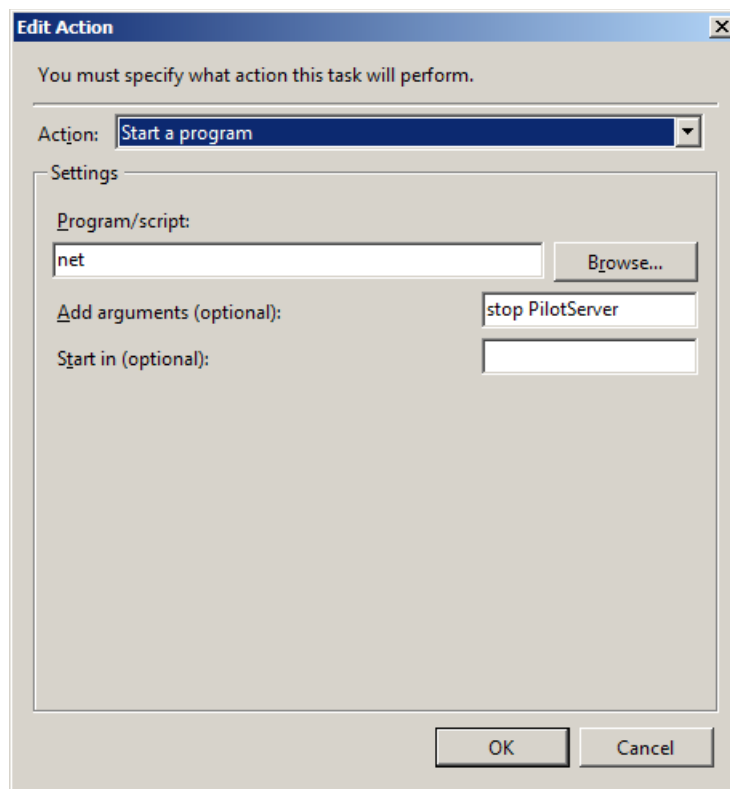 Edit Action
You must specify what action this task will perform.
Action: Start a program
Settings
Program/script:
net Browse...
Add arguments (optional): stop PilotServer
Start in (optional):
OK Cancel